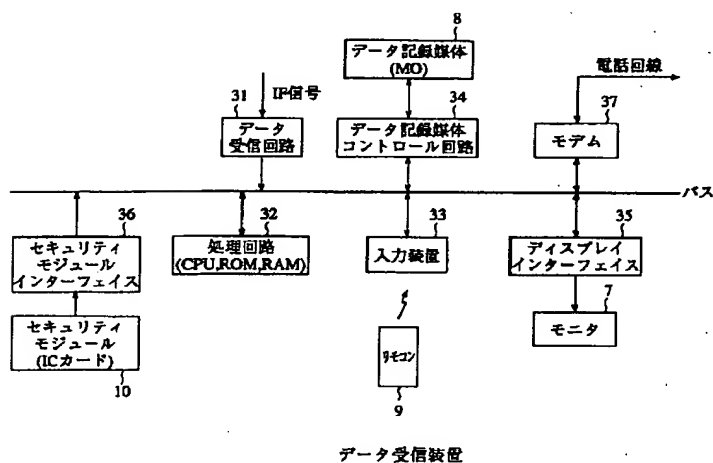 8
データ記録媒体
(MO)
電話回線
IF信号
31
データ
受信回路
34
データ記録媒体
コントロール回路
37
モデム
バス
36
セキュリティ
モジュール
インターフェイス
32
処理回路
(CPU,ROM,RAM)
33
入力装置
35
ディスプレイ
インターフェイス
セキュリティ
モジュール
(ICカード)
10
リモコン
9
7
モニタ
データ受信装置